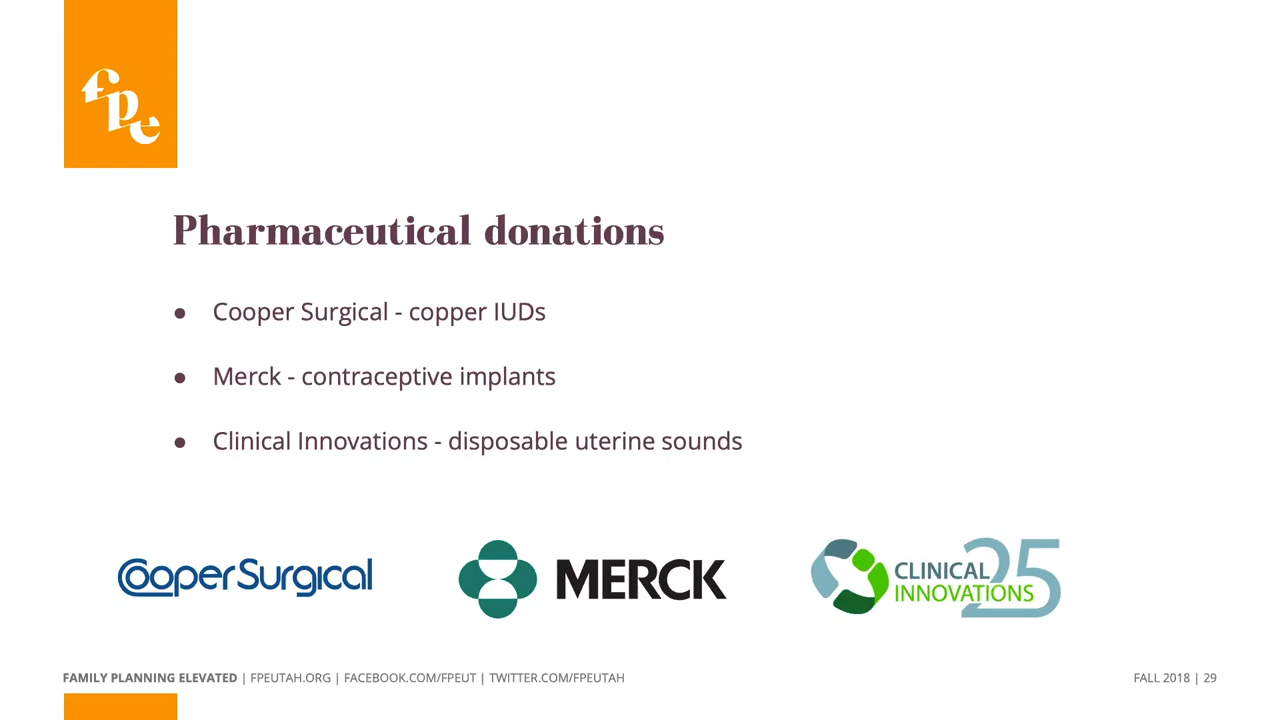 fpe
Pharmaceutical donations
● Cooper Surgical - copper IUDs
● Merck - contraceptive implants
● Clinical Innovations - disposable uterine sounds
CooperSurgical
MERCK
CLINICAL
INNOVATIONS
25
FAMILY PLANNING ELEVATED | FPEUTAH.ORG | FACEBOOK.COM/FPEUT | TWITTER.COM/FPEUTAH
FALL 2018 | 29